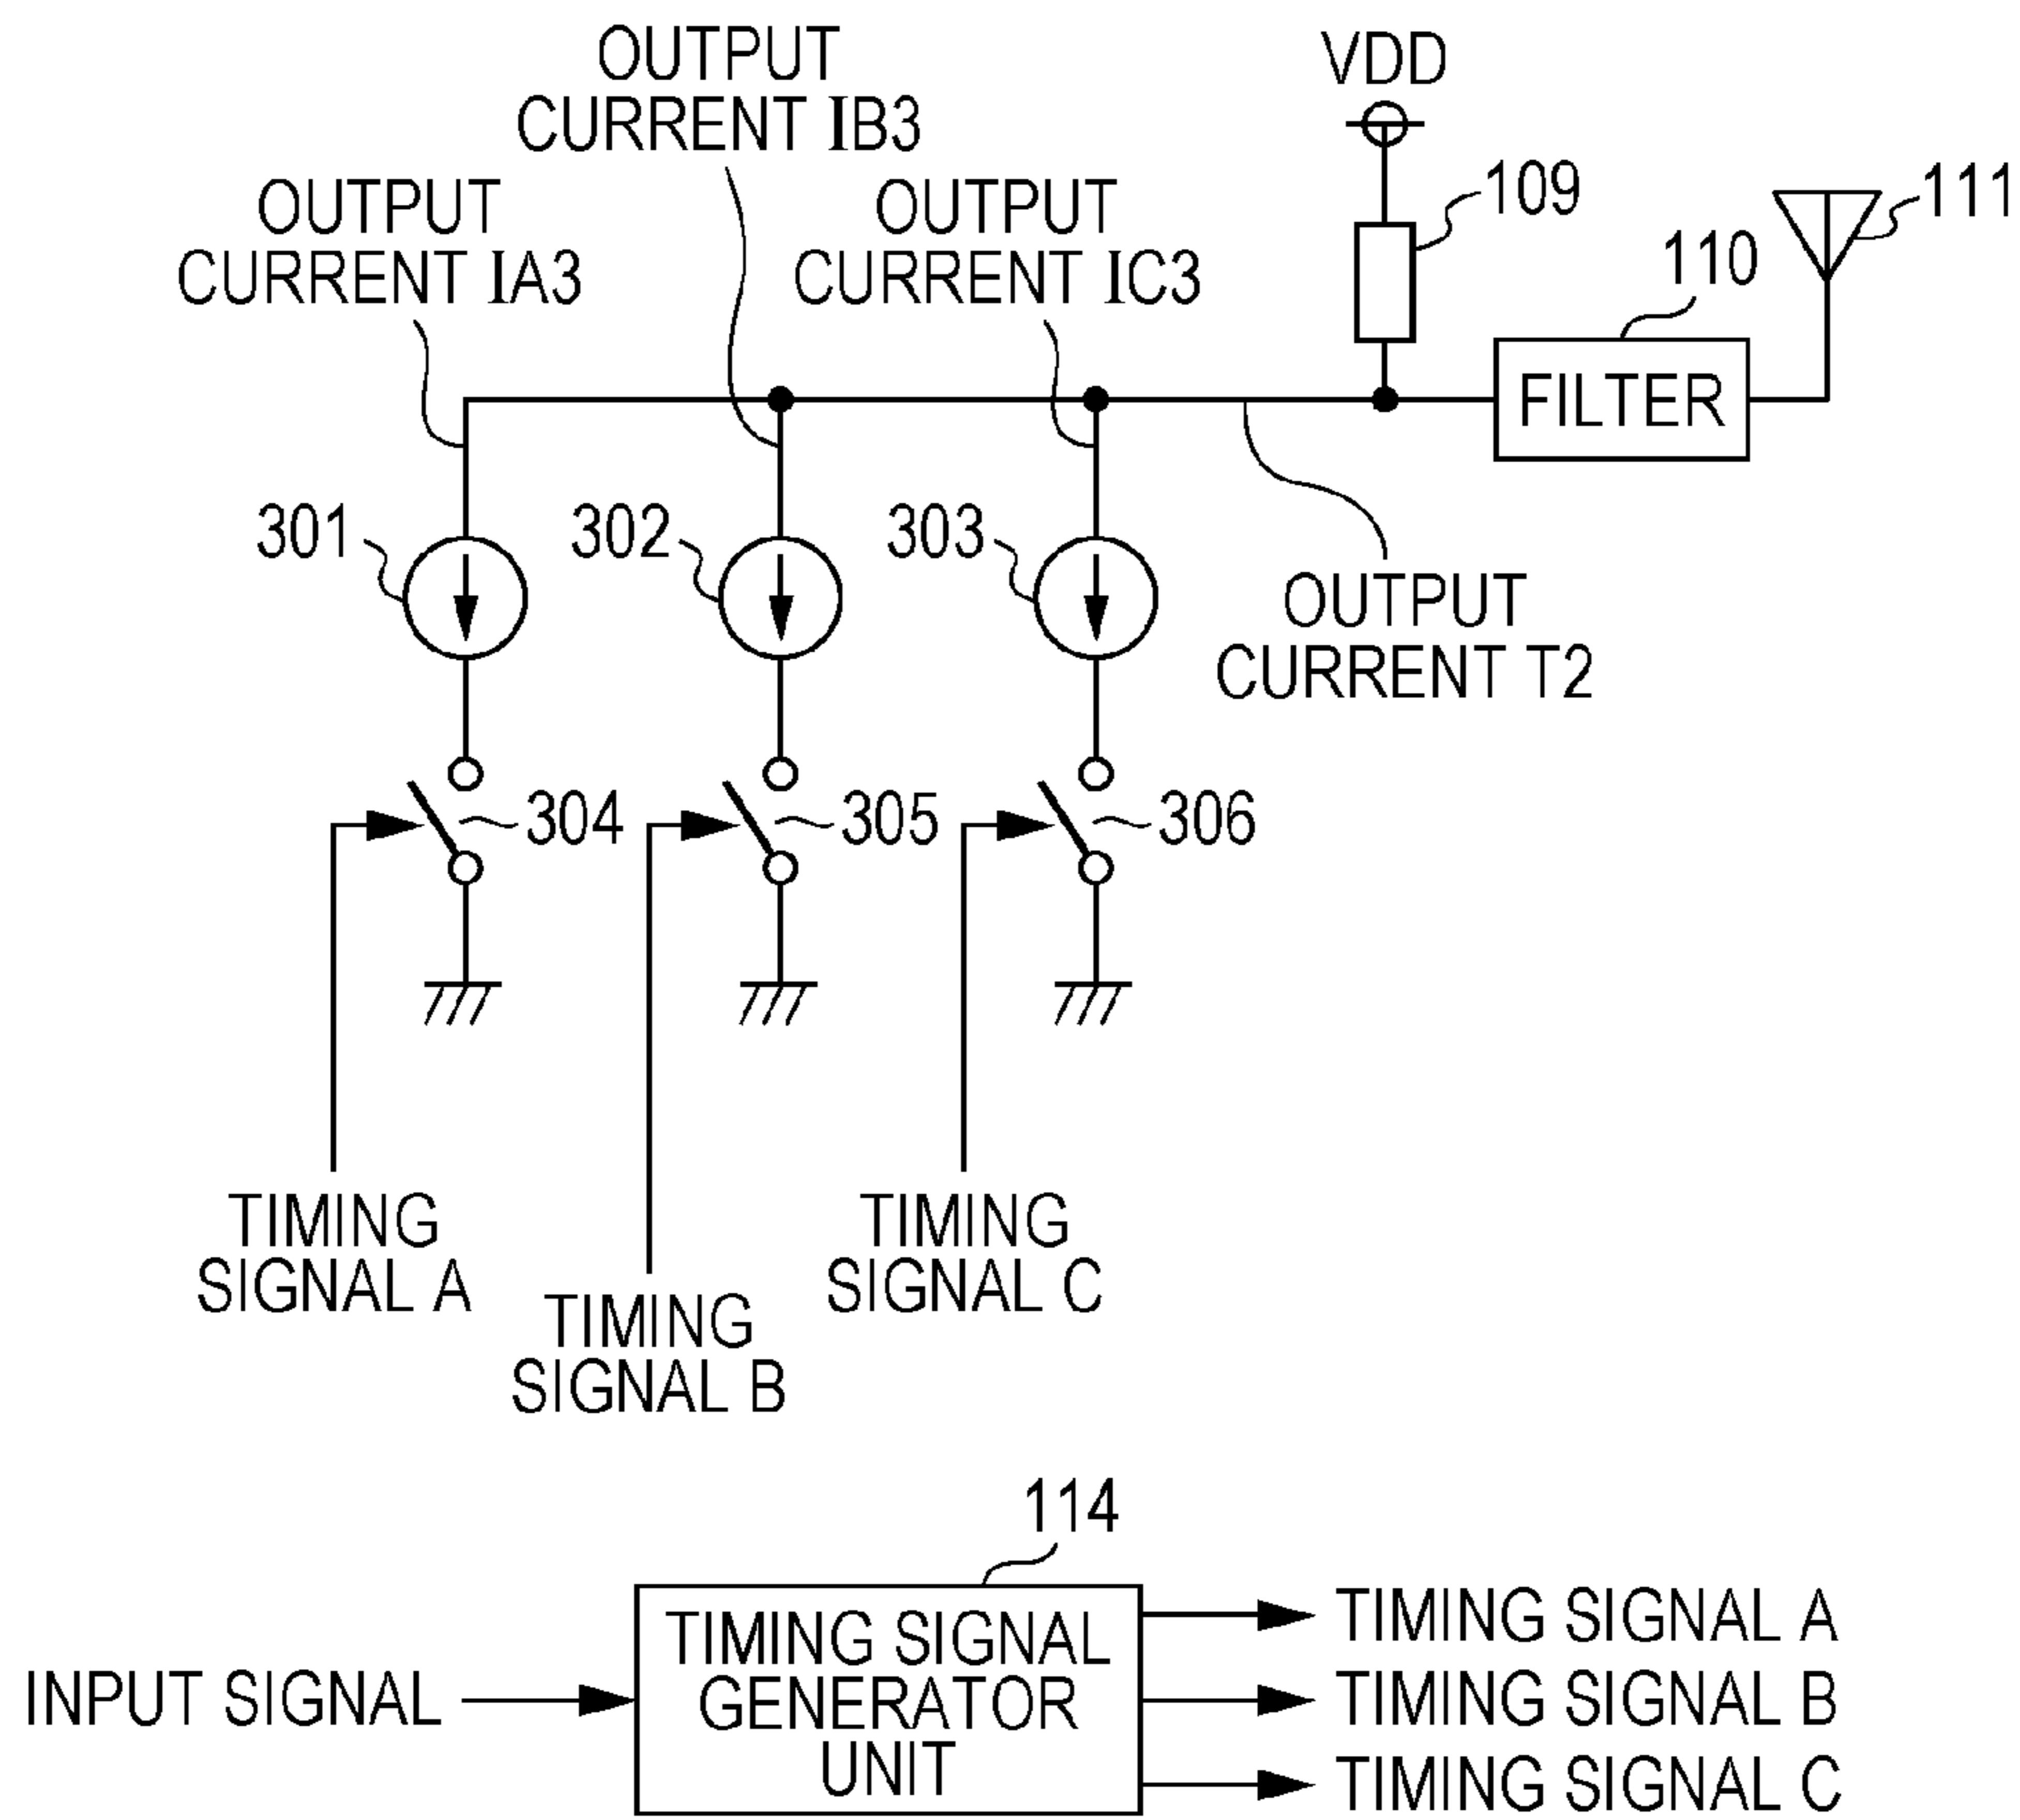 OUTPUT
CURRENT IB3
VDD
OUTPUT
CURRENT IA3
OUTPUT
CURRENT IC3
109
111
110
FILTER
301
302
303
OUTPUT
CURRENT T2
304
305
306
TIMING
SIGNAL A
TIMING
SIGNAL B
TIMING
SIGNAL C
114
INPUT SIGNAL
TIMING SIGNAL
GENERATOR
UNIT
TIMING SIGNAL A
TIMING SIGNAL B
TIMING SIGNAL C